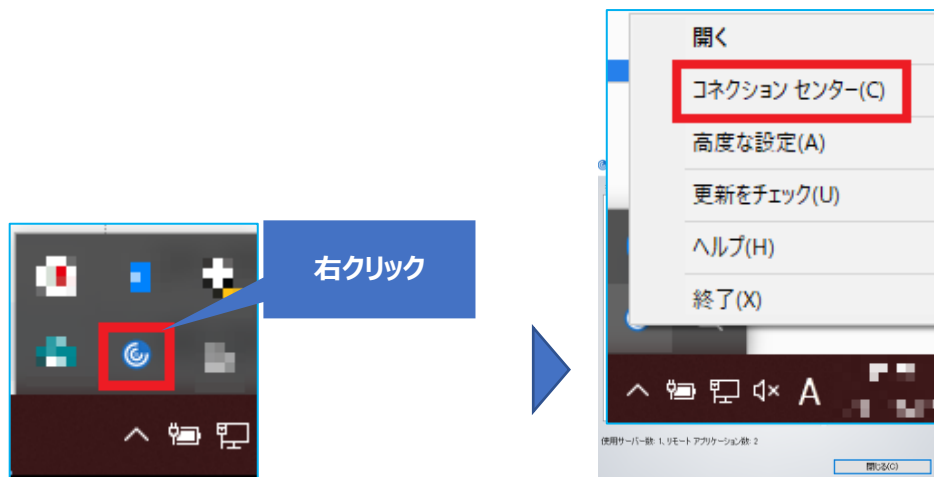 右クリック
開く
コネクション センター(C)
高度な設定(A)
更新をチェック(U)
ヘルプ(H)
終了(X)
A
使用サーバー数: 1、リモート アプリケーション数: 2
閉じる(C)